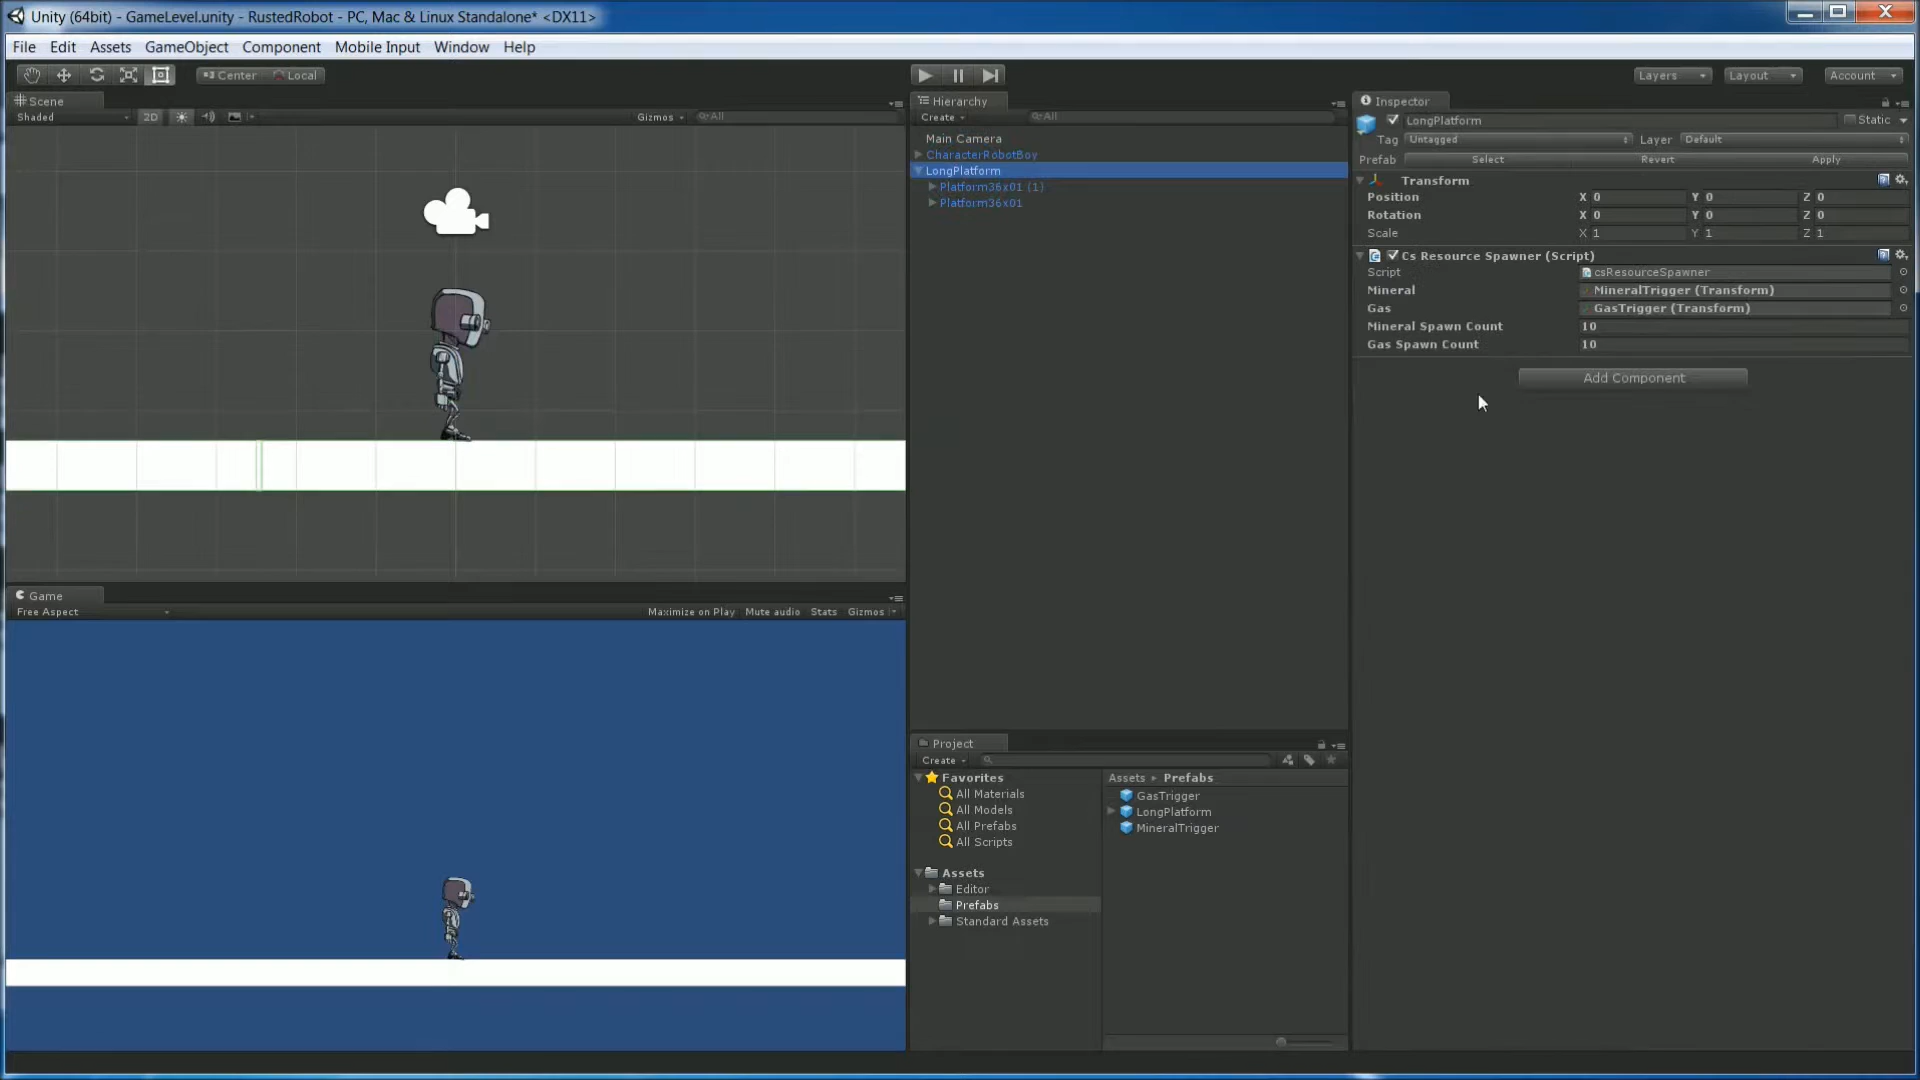 Unity (64bit) - GameLevel.unity - RustedRobot - PC, Mac & Linux Standalone* <DX11>
File Edit Assets GameObject Component Mobile Input Window Help
Center Local
Layers Layout Account
Scene
Shaded 2D Gizmos All
Hierarchy
Create All
Main Camera
CharacterRobotBoy
LongPlatform
Platform36x01 (1)
Platform36x01
Inspector
LongPlatform Static
Tag Untagged Layer Default
Prefab Select Revert Apply
Transform
Position X 0 Y 0 Z 0
Rotation X 0 Y 0 Z 0
Scale X 1 Y 1 Z 1
Cs Resource Spawner (Script)
Script csResourceSpawner
Mineral MineralTrigger (Transform)
Gas GasTrigger (Transform)
Mineral Spawn Count 10
Gas Spawn Count 10
Add Component
Game
Free Aspect Maximize on Play Mute audio Stats Gizmos
Project
Create
Favorites
All Materials
All Models
All Prefabs
All Scripts
Assets
Editor
Prefabs
Standard Assets
Assets Prefabs
GasTrigger
LongPlatform
MineralTrigger